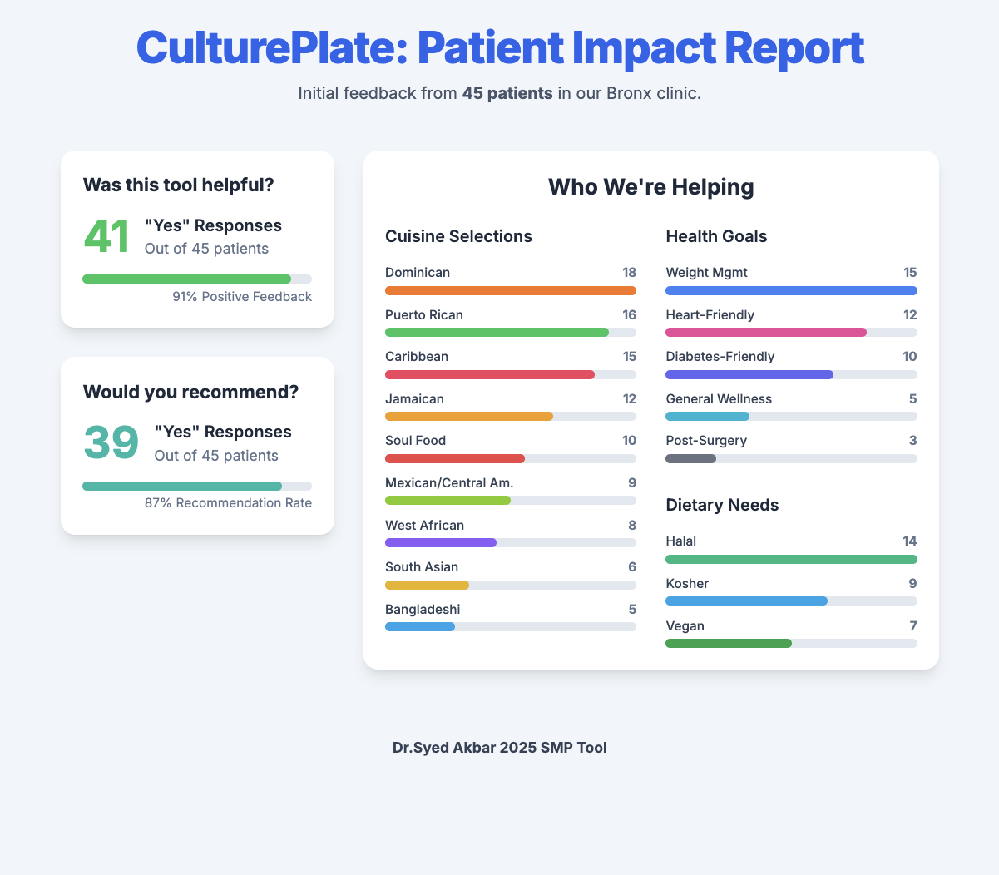 CulturePlate: Patient Impact Report
Initial feedback from 45 patients in our Bronx clinic.
Was this tool helpful?
41
"Yes" Responses
Out of 45 patients
91% Positive Feedback
Would you recommend?
39
"Yes" Responses
Out of 45 patients
87% Recommendation Rate
Who We're Helping
Cuisine Selections
Dominican 18
Puerto Rican 16
Caribbean 15
Jamaican 12
Soul Food 10
Mexican/Central Am. 9
West African 8
South Asian 6
Bangladeshi 5
Health Goals
Weight Mgmt 15
Heart-Friendly 12
Diabetes-Friendly 10
General Wellness 5
Post-Surgery 3
Dietary Needs
Halal 14
Kosher 9
Vegan 7
Dr.Syed Akbar 2025 SMP Tool